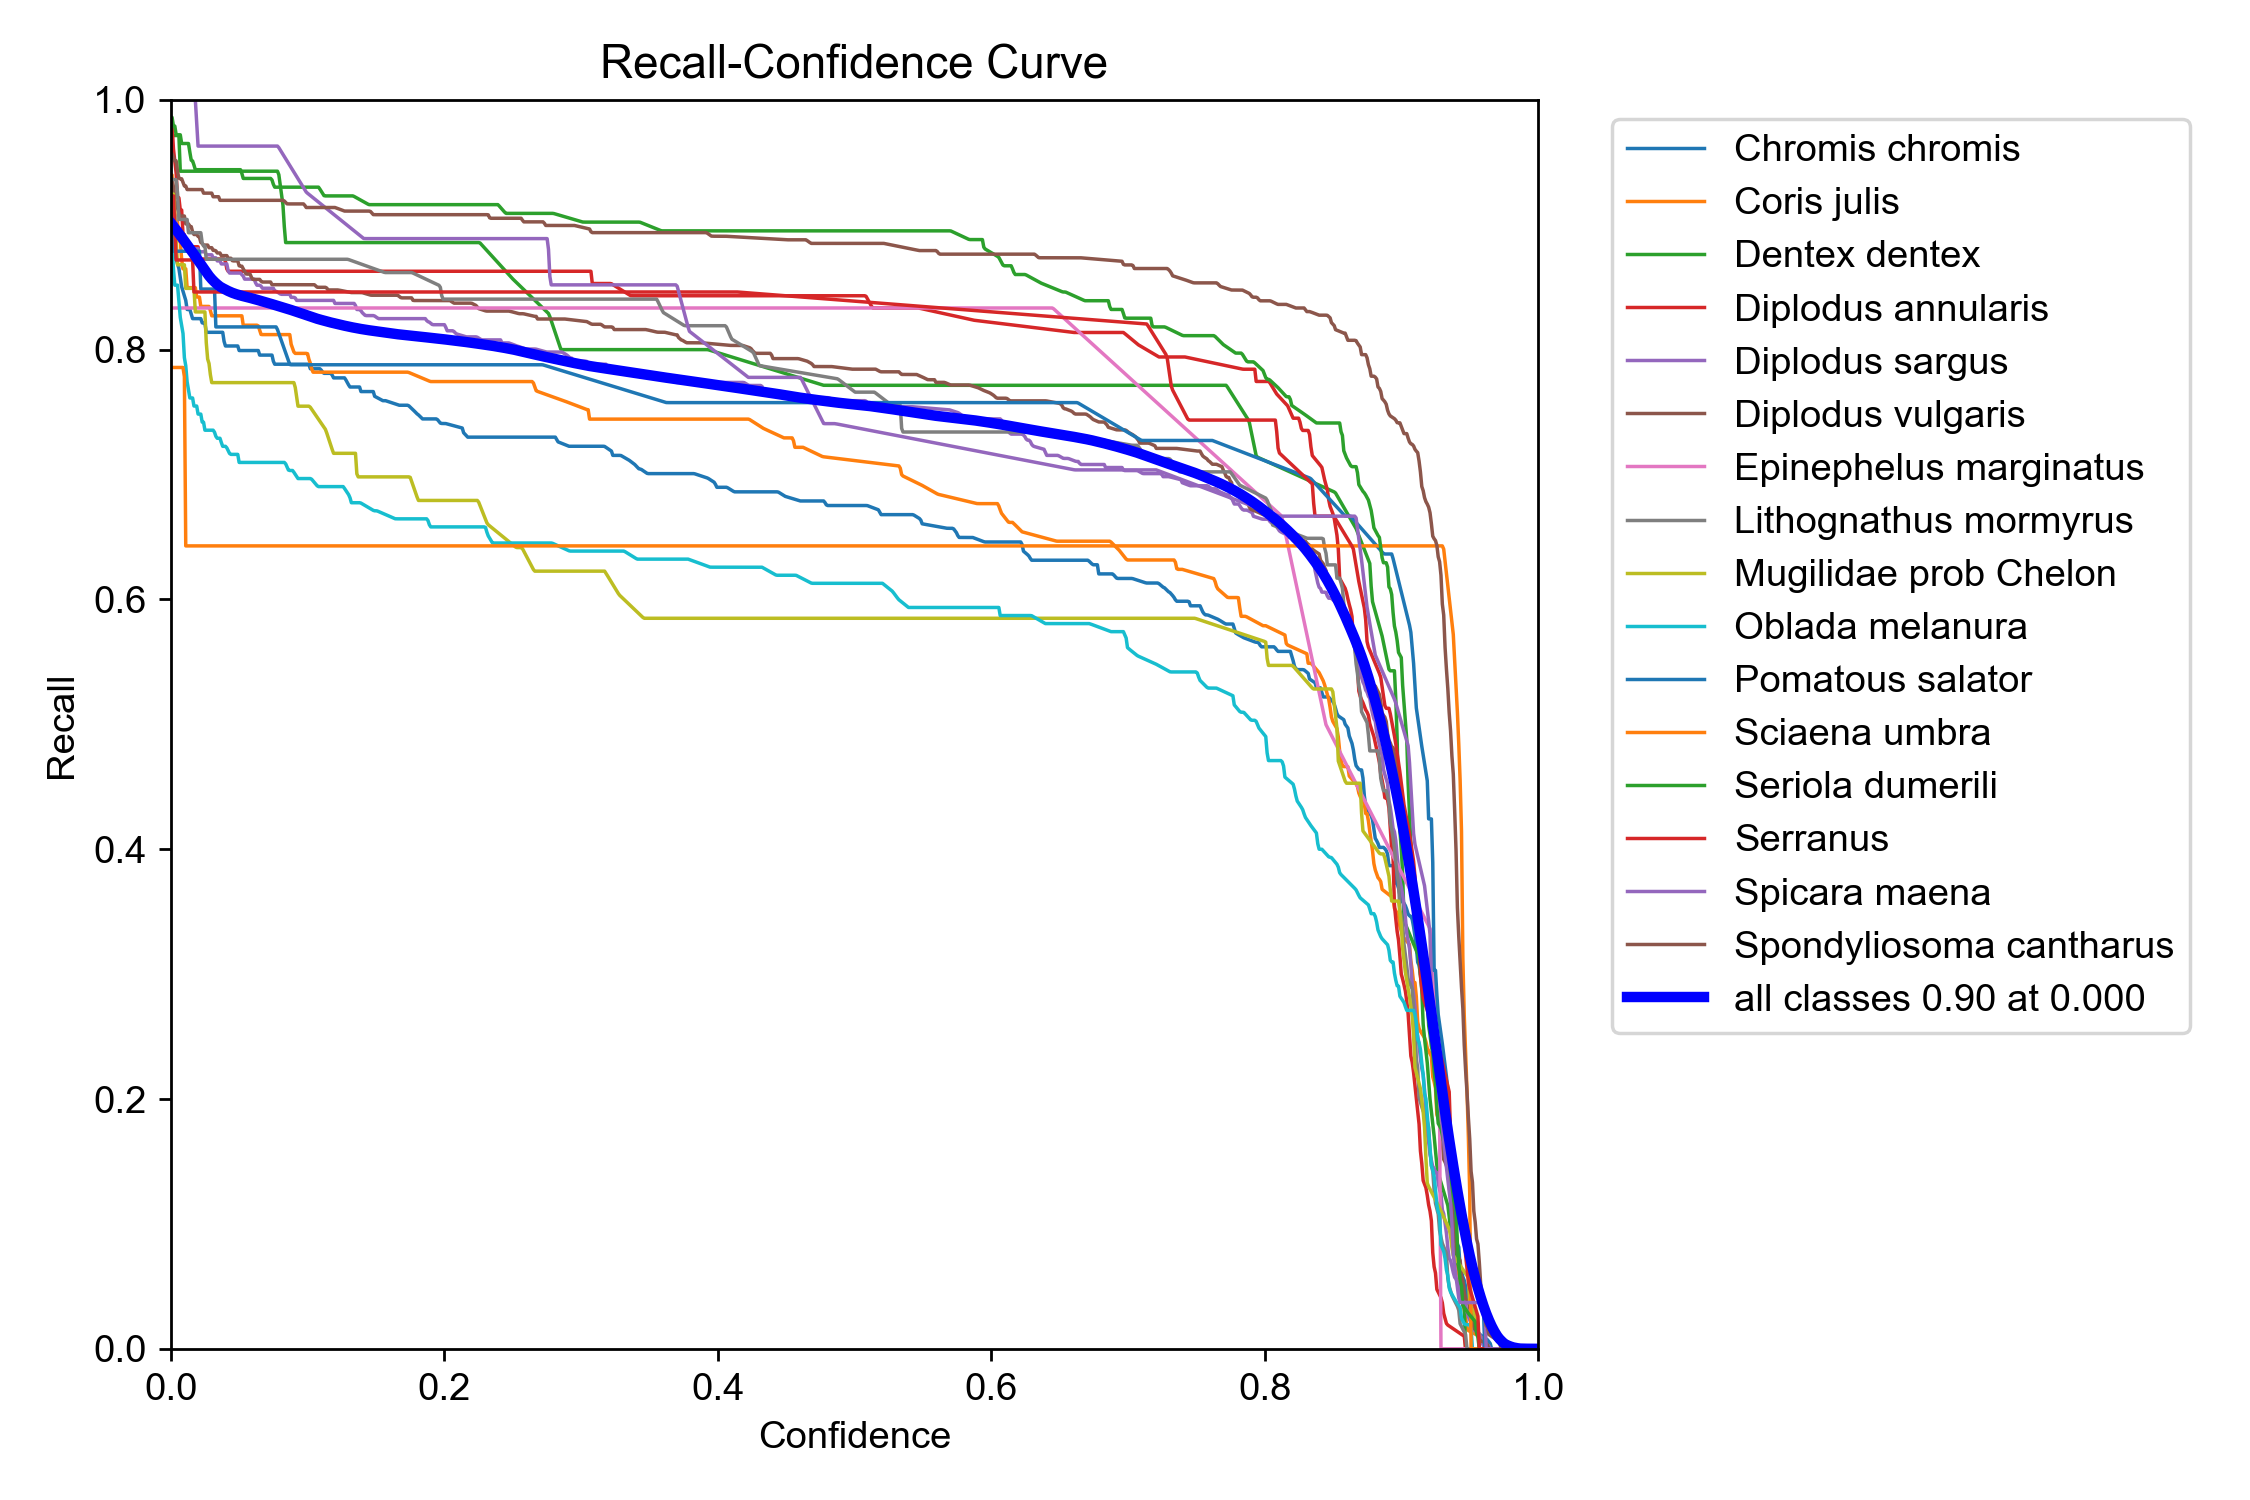 Recall-Confidence Curve
1.0
0.8
0.6
0.4
0.2
0.0
Recall
0.0 0.2 0.4 0.6 0.8 1.0
Confidence
Chromis chromis
Coris julis
Dentex dentex
Diplodus annularis
Diplodus sargus
Diplodus vulgaris
Epinephelus marginatus
Lithognathus mormyrus
Mugilidae prob Chelon
Oblada melanura
Pomatous salator
Sciaena umbra
Seriola dumerili
Serranus
Spicara maena
Spondyliosoma cantharus
all classes 0.90 at 0.000